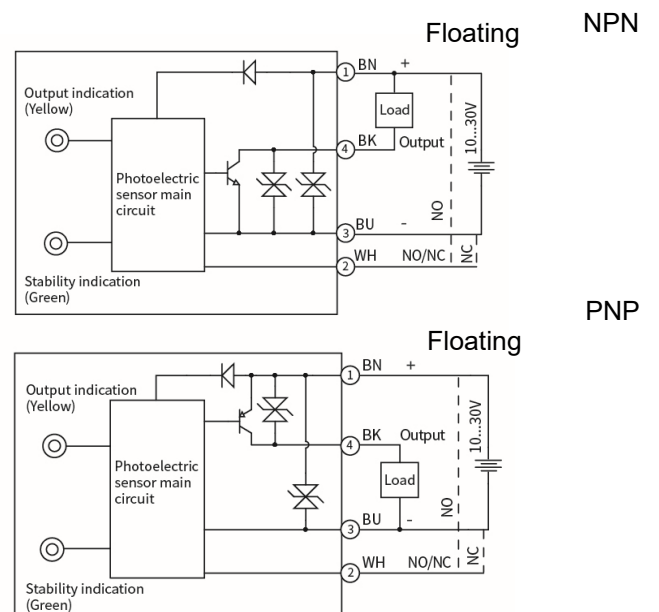 Floating
NPN
Output indication
(Yellow)
Photoelectric
sensor main
circuit
Stability indication
(Green)
1 BN +
Load
4 BK Output
10...30V
NO
3 BU -
2 WH NO/NC NC
PNP
Floating
Output indication
(Yellow)
Photoelectric
sensor main
circuit
Stability indication
(Green)
1 BN +
4 BK Output
10...30V
Load
NO
3 BU -
2 WH NO/NC NC